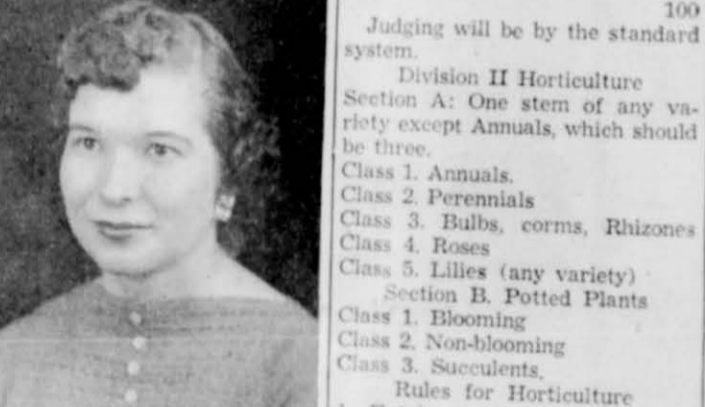 100
Judging will be by the standard
system.
Division II Horticulture
Section A: One stem of any va-
riety except Annuals, which should
be three.
Class 1. Annuals.
Class 2. Perennials
Class 3. Bulbs, corms, Rhizones
Class 4. Roses
Class 5. Lilies (any variety)
Section B. Potted Plants
Class 1. Blooming
Class 2. Non-blooming
Class 3. Succulents,
Rules for Horticulture